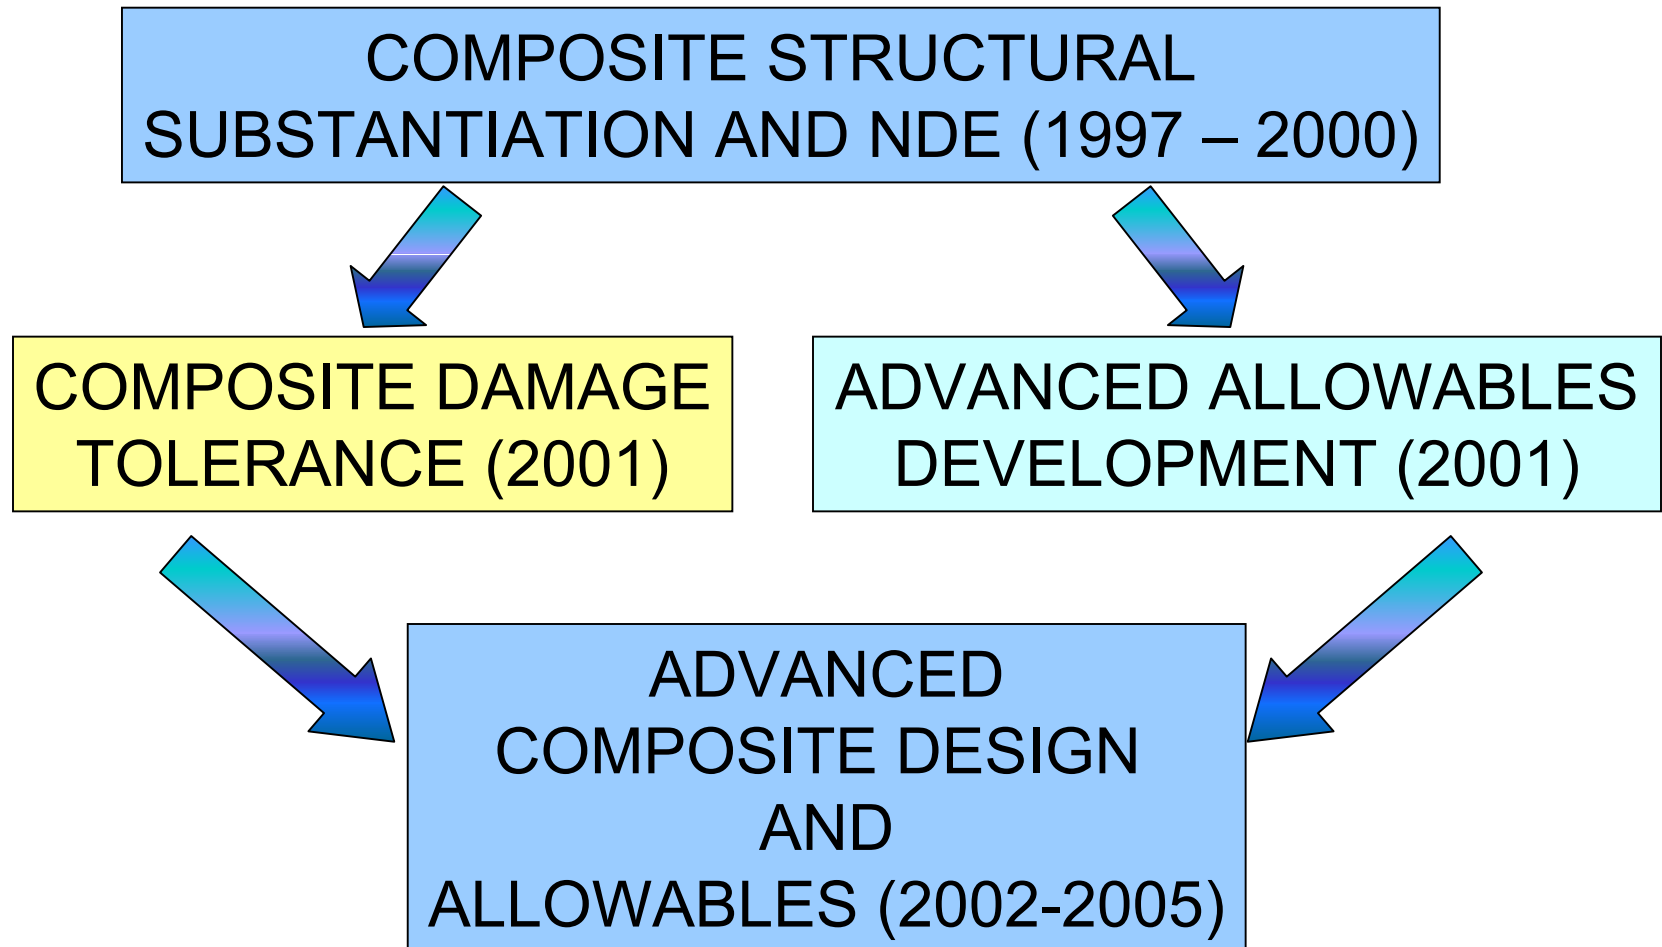 COMPOSITE STRUCTURAL
SUBSTANTIATION AND NDE (1997 – 2000)
COMPOSITE DAMAGE
TOLERANCE (2001)
ADVANCED ALLOWABLES
DEVELOPMENT (2001)
ADVANCED
COMPOSITE DESIGN
AND
ALLOWABLES (2002-2005)